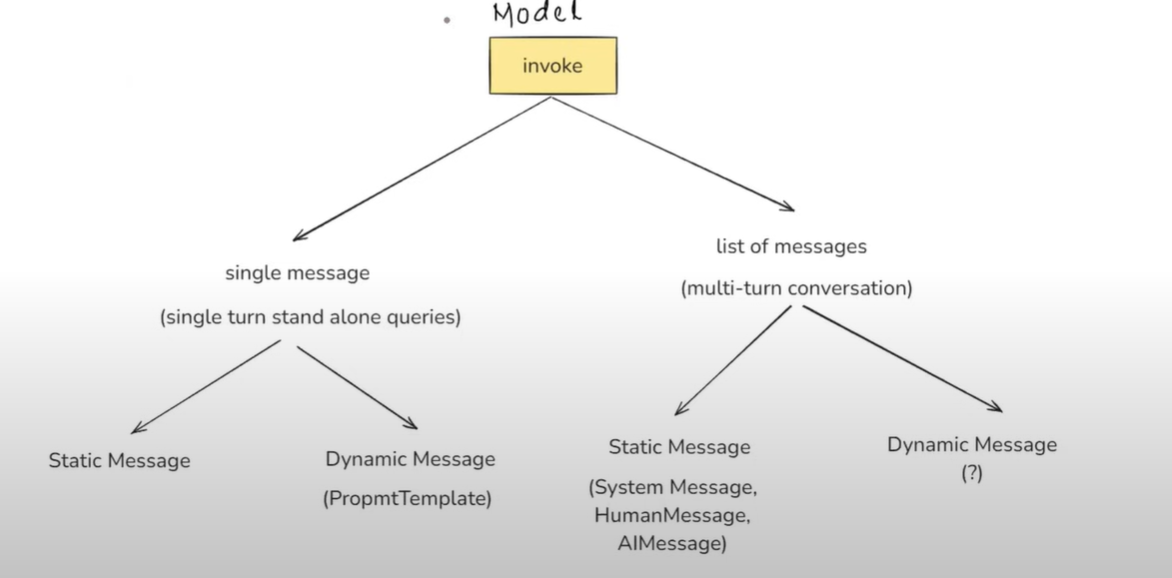 Model
invoke
single message
(single turn stand alone queries)
Static Message
Dynamic Message
(PropmtTemplate)
list of messages
(multi-turn conversation)
Static Message
(System Message,
HumanMessage,
AIMessage)
Dynamic Message
(?)